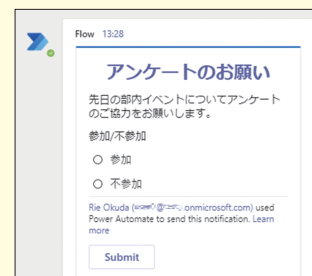 Flow 13:28
アンケートのお願い
先日の部内イベントについてアンケート
のご協力をお願いします。
参加/不参加
参加
不参加
Rie Okuda ( onmicrosoft.com) used
Power Automate to send this notification. Learn
more
Submit